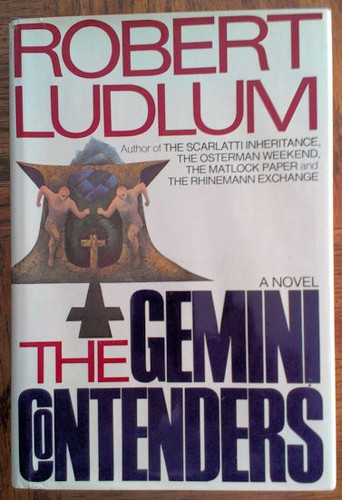 ROBERT
LUDLUM
Author of THE SCARLATTI INHERITANCE,
THE OSTERMAN WEEKEND,
THE MATLOCK PAPER and
THE RHINEMANN EXCHANGE
A NOVEL
THE GEMINI
CONTENDERS